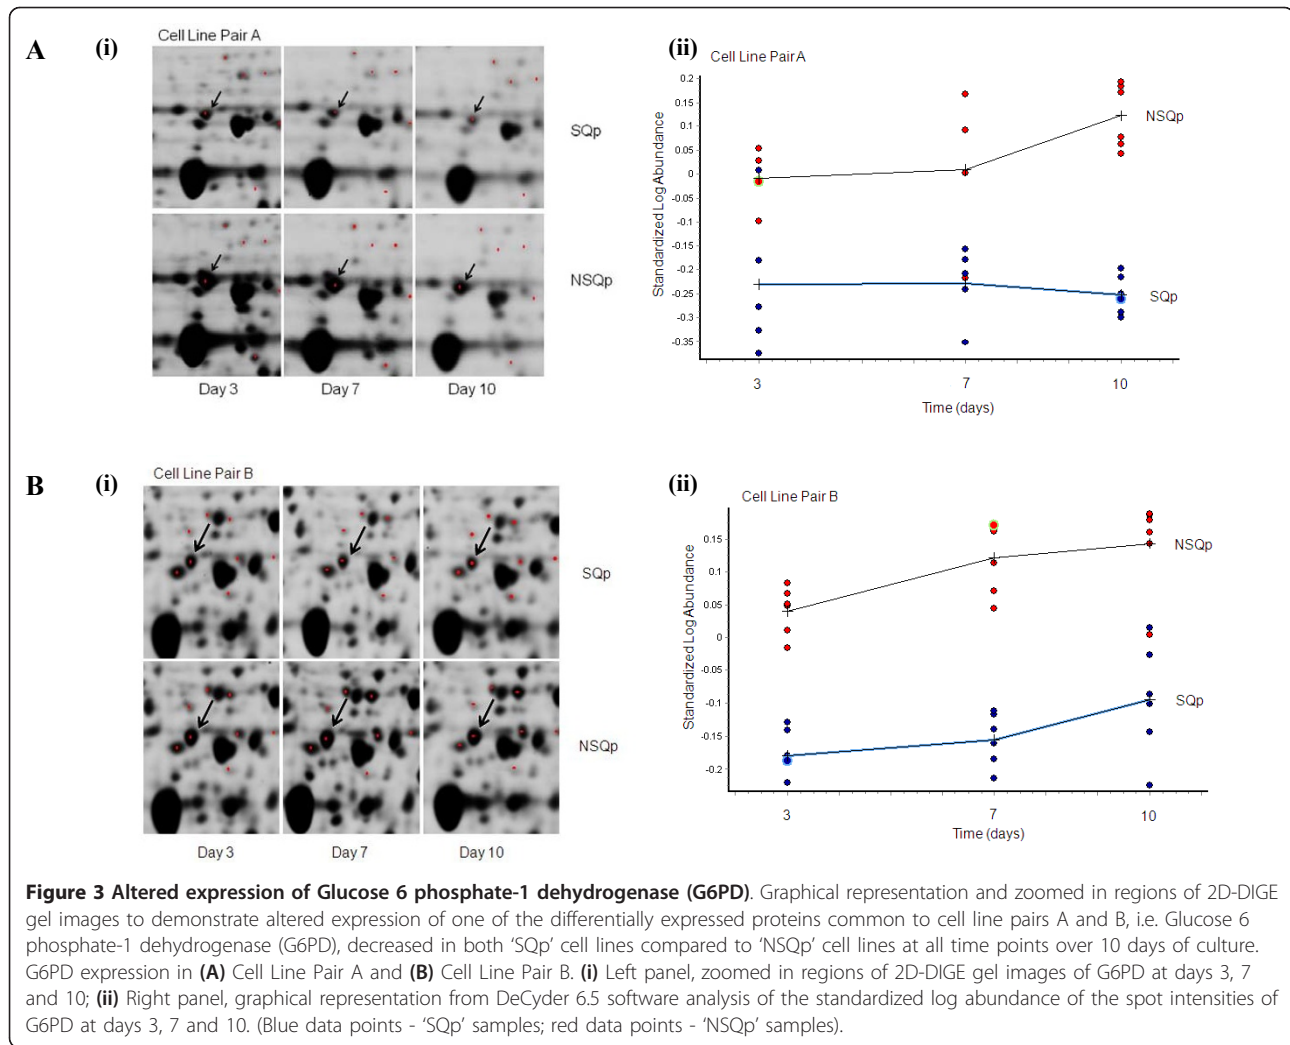 A
(i)
Cell Line Pair A
SQp
NSQp
Day 3 Day 7 Day 10
(ii)
Cell Line Pair A
Standardized Log Abundance
0.2
0.15
0.1
0.05
0
-0.05
-0.1
-0.15
-0.2
-0.25
-0.3
-0.35
NSQp
SQp
3 7 10
Time (days)
B
(i)
Cell Line Pair B
SQp
NSQp
Day 3 Day 7 Day 10
(ii)
Cell Line Pair B
Standardized Log Abundance
0.15
0.1
0.05
0
-0.05
-0.1
-0.15
-0.2
NSQp
SQp
3 7 10
Time (days)
Figure 3 Altered expression of Glucose 6 phosphate-1 dehydrogenase (G6PD). Graphical representation and zoomed in regions of 2D-DIGE
gel images to demonstrate altered expression of one of the differentially expressed proteins common to cell line pairs A and B, i.e. Glucose 6
phosphate-1 dehydrogenase (G6PD), decreased in both ‘SQp’ cell lines compared to ‘NSQp’ cell lines at all time points over 10 days of culture.
G6PD expression in (A) Cell Line Pair A and (B) Cell Line Pair B. (i) Left panel, zoomed in regions of 2D-DIGE gel images of G6PD at days 3, 7
and 10; (ii) Right panel, graphical representation from DeCyder 6.5 software analysis of the standardized log abundance of the spot intensities of
G6PD at days 3, 7 and 10. (Blue data points - ‘SQp’ samples; red data points - ‘NSQp’ samples).